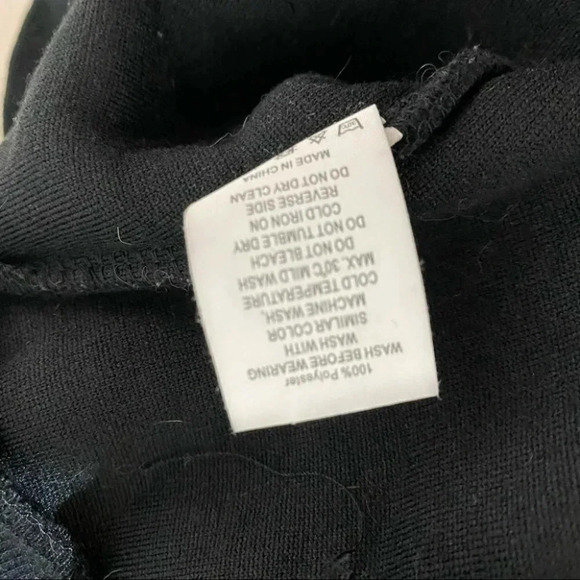 100% Polyester
WASH BEFORE WEARING
WASH WITH
SIMILAR COLOR
MACHINE WASH,
COLD TEMPERATURE
MAX. 30°C MILD WASH
DO NOT BLEACH
DO NOT TUMBLE DRY
COLD IRON ON
REVERSE SIDE
DO NOT DRY CLEAN
MADE IN CHINA